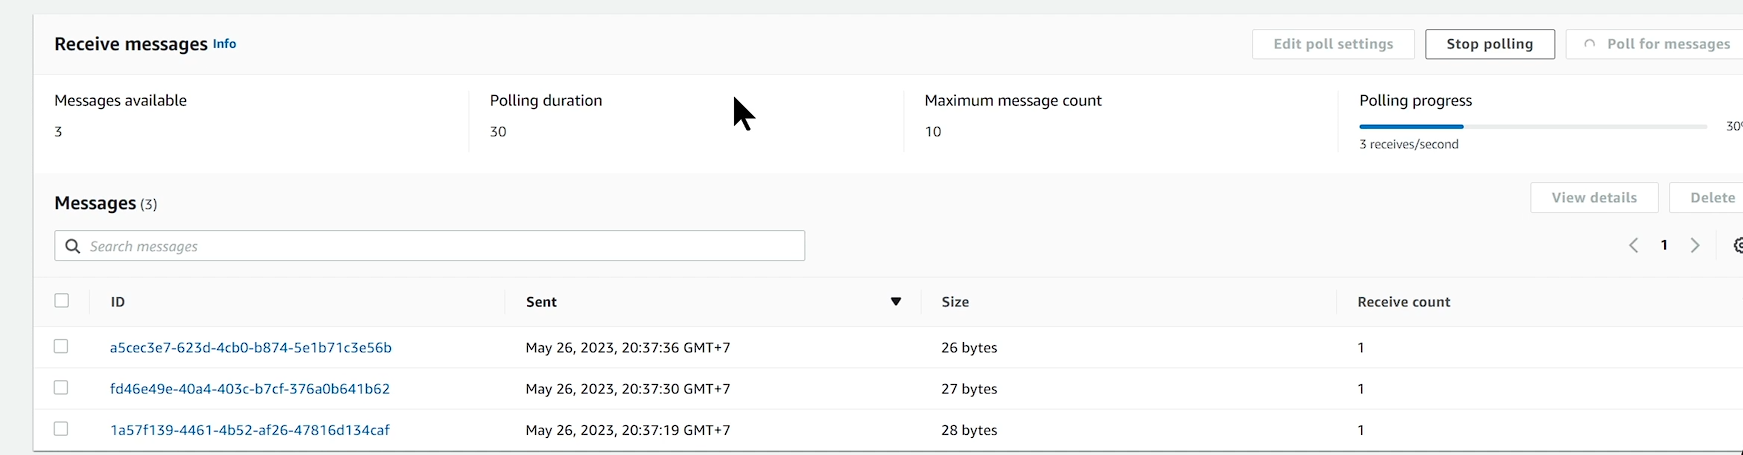 Receive messages Info
Edit poll settings
Stop polling
Poll for messages
Messages available
3
Polling duration
30
Maximum message count
10
Polling progress
30%
3 receives/second
Messages (3)
View details
Delete
Search messages
1
ID Sent Size Receive count
a5cec3e7-623d-4cb0-b874-5e1b71c3e56b May 26, 2023, 20:37:36 GMT+7 26 bytes 1
fd46e49e-40a4-403c-b7cf-376a0b641b62 May 26, 2023, 20:37:30 GMT+7 27 bytes 1
1a57f139-4461-4b52-af26-47816d134caf May 26, 2023, 20:37:19 GMT+7 28 bytes 1